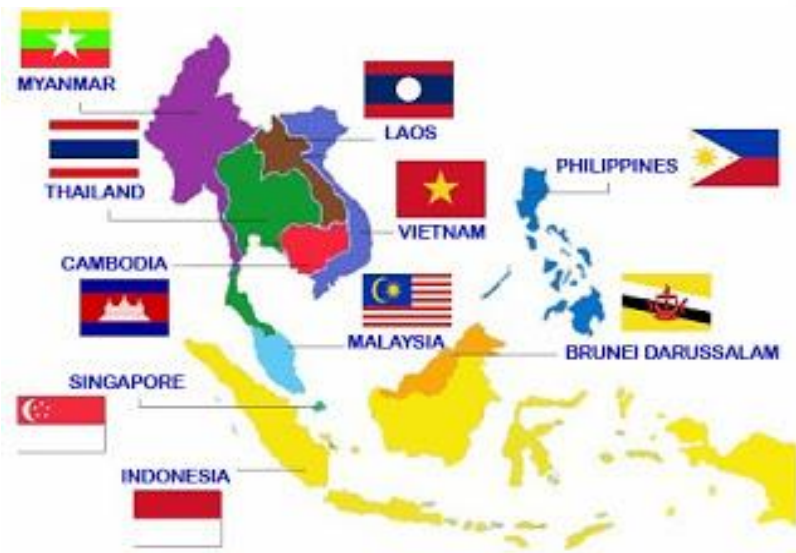 MYANMAR
LAOS
THAILAND
PHILIPPINES
VIETNAM
CAMBODIA
MALAYSIA
BRUNEI DARUSSALAM
SINGAPORE
INDONESIA